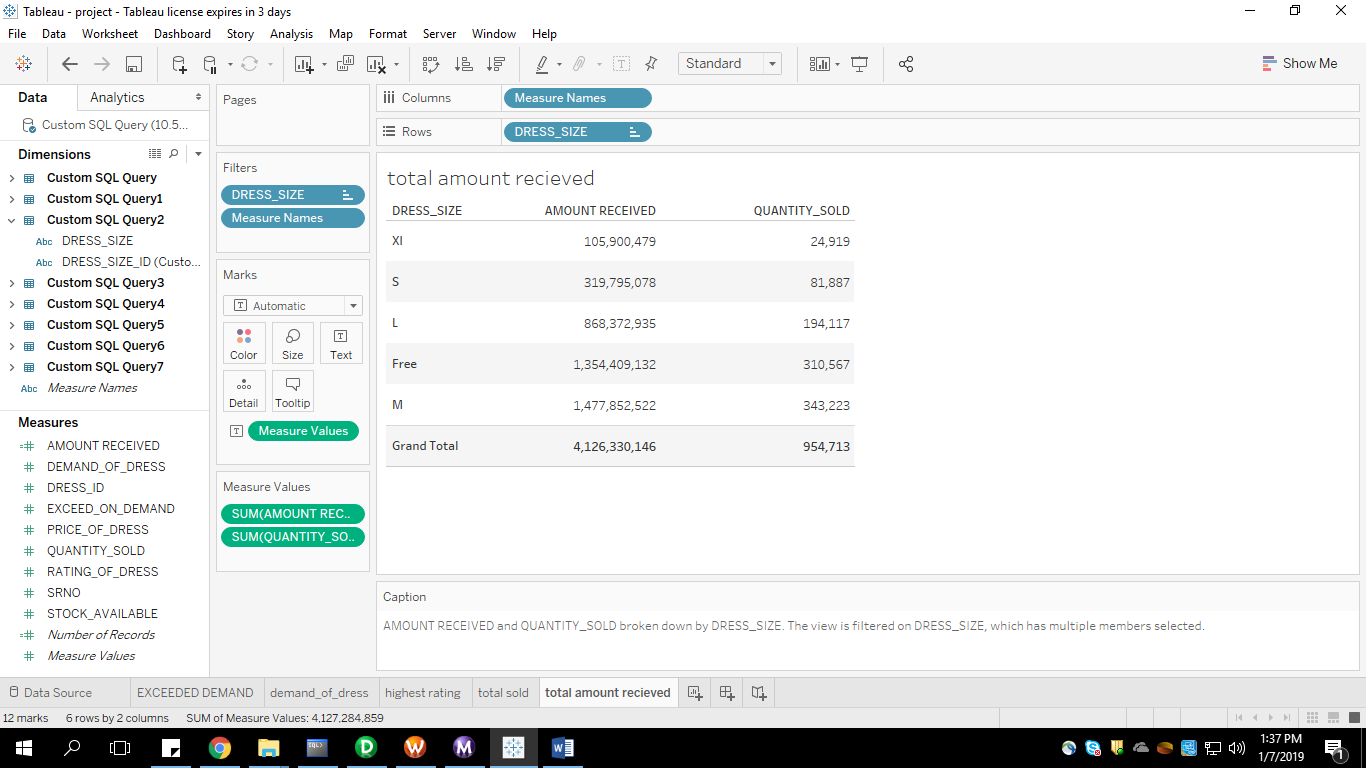 Tableau - project - Tableau license expires in 3 days
File Data Worksheet Dashboard Story Analysis Map Format Server Window Help
Standard
Show Me
Data Analytics
Custom SQL Query (10.5...
Dimensions
Custom SQL Query
Custom SQL Query1
Custom SQL Query2
Abc DRESS_SIZE
Abc DRESS_SIZE_ID (Custo...
Custom SQL Query3
Custom SQL Query4
Custom SQL Query5
Custom SQL Query6
Custom SQL Query7
Abc Measure Names
Measures
AMOUNT RECEIVED
DEMAND_OF_DRESS
DRESS_ID
EXCEED_ON_DEMAND
PRICE_OF_DRESS
QUANTITY_SOLD
RATING_OF_DRESS
SRNO
STOCK_AVAILABLE
Number of Records
Measure Values
Pages
Filters
DRESS_SIZE
Measure Names
Marks
T Automatic
Color Size Text
Detail Tooltip
T Measure Values
Measure Values
SUM(AMOUNT REC..
SUM(QUANTITY_SO..
Columns Measure Names
Rows DRESS_SIZE
total amount recieved
DRESS_SIZE AMOUNT RECEIVED QUANTITY_SOLD
Xl 105,900,479 24,919
S 319,795,078 81,887
L 868,372,935 194,117
Free 1,354,409,132 310,567
M 1,477,852,522 343,223
Grand Total 4,126,330,146 954,713
Caption
AMOUNT RECEIVED and QUANTITY_SOLD broken down by DRESS_SIZE. The view is filtered on DRESS_SIZE, which has multiple members selected.
Data Source EXCEEDED DEMAND demand_of_dress highest rating total sold total amount recieved
12 marks 6 rows by 2 columns SUM of Measure Values: 4,127,284,859
SQL D W M W
1:37 PM
1/7/2019
1